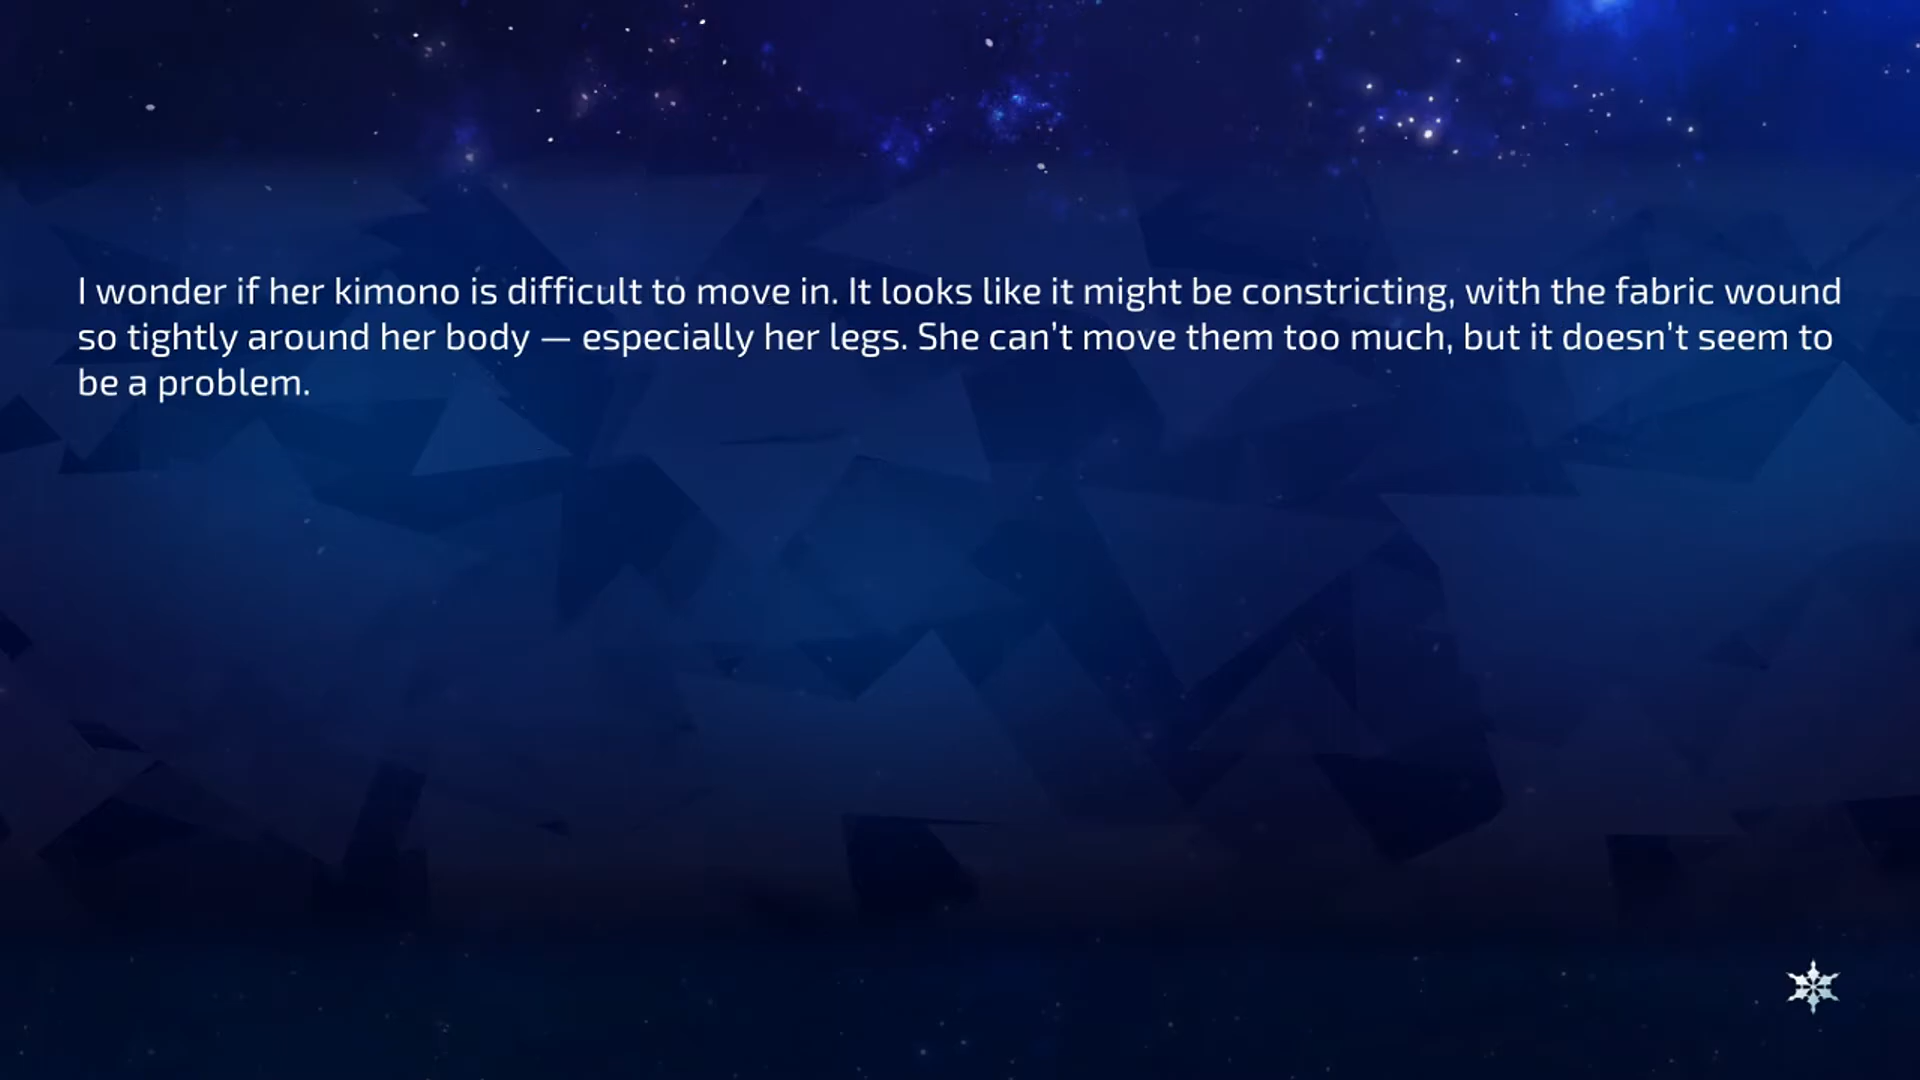 I wonder if her kimono is difficult to move in. It looks like it might be constricting, with the fabric wound
so tightly around her body — especially her legs. She can’t move them too much, but it doesn’t seem to
be a problem.